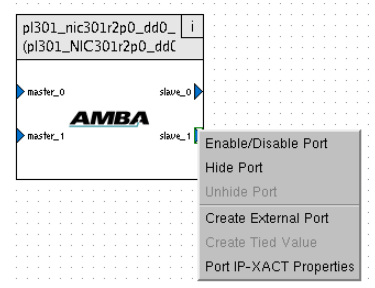 pl301_nic301r2p0_dd0_ i
(pl301_NIC301r2p0_dd0
master_0 slave_0
AMBA
master_1 slave_1
Enable/Disable Port
Hide Port
Unhide Port
Create External Port
Create Tied Value
Port IP-XACT Properties